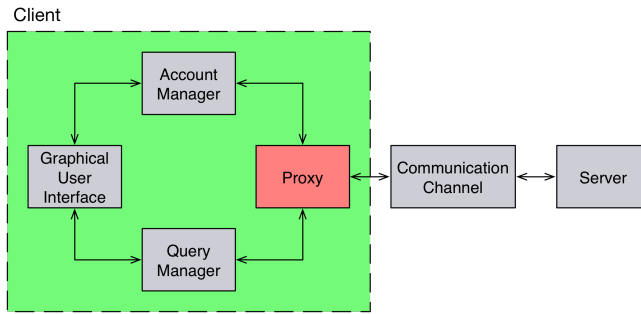 Client
Account
Manager
Graphical
User
Interface
Proxy
Communication
Channel
Server
Query
Manager